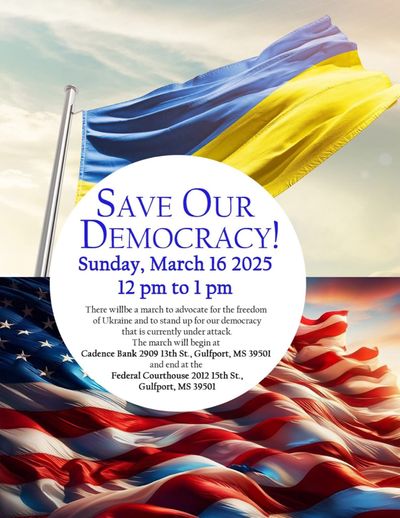 SAVE OUR
DEMOCRACY!
Sunday, March 16 2025
12 pm to 1 pm
There willbe a march to advocate for the freedom
of Ukraine and to stand up for our democracy
that is currently under attack.
The march will begin at
Cadence Bank 2909 13th St., Gulfport, MS 39501
and end at the
Federal Courthouse 2012 15th St.,
Gulfport, MS 39501